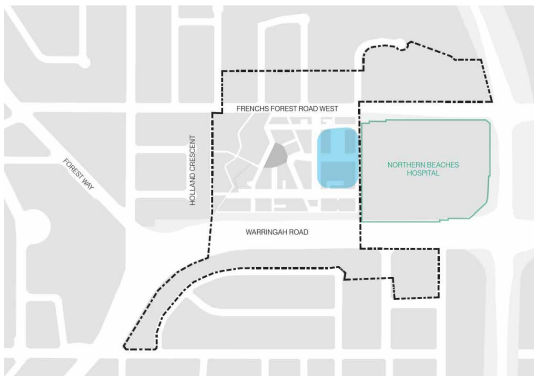 FRENCHS FOREST ROAD WEST
FOREST WAY
HOLLAND CRESCENT
NORTHERN BEACHES
HOSPITAL
WARRINGAH ROAD